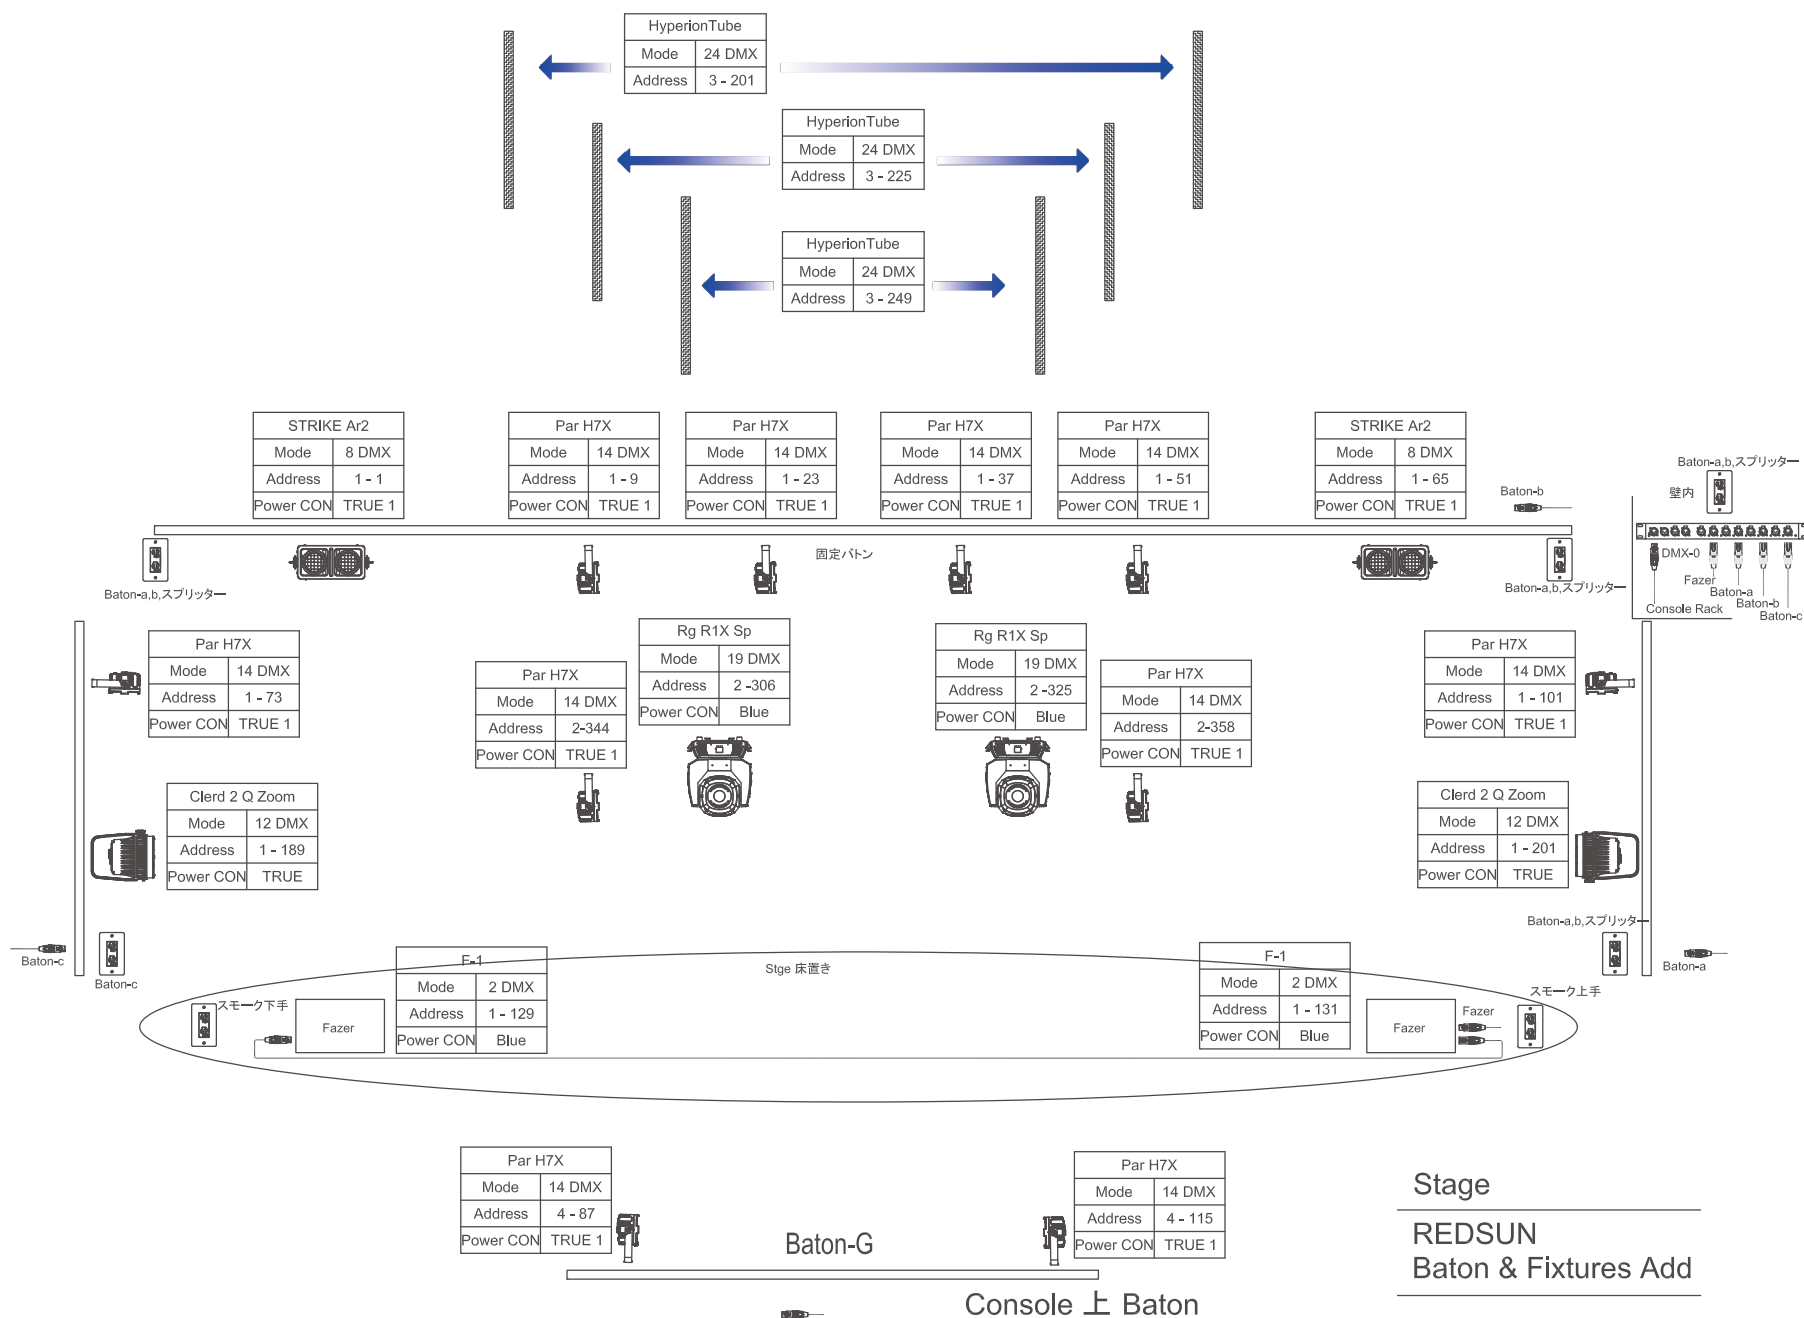 HyperionTube
Mode 24 DMX
Address 3 - 201
HyperionTube
Mode 24 DMX
Address 3 - 225
HyperionTube
Mode 24 DMX
Address 3 - 249
STRIKE Ar2
Mode 8 DMX
Address 1 - 1
Power CON TRUE 1
Par H7X
Mode 14 DMX
Address 1 - 9
Power CON TRUE 1
Par H7X
Mode 14 DMX
Address 1 - 23
Power CON TRUE 1
Par H7X
Mode 14 DMX
Address 1 - 37
Power CON TRUE 1
Par H7X
Mode 14 DMX
Address 1 - 51
Power CON TRUE 1
STRIKE Ar2
Mode 8 DMX
Address 1 - 65
Power CON TRUE 1
Baton-b
Baton-a,b,スプリッター
壁内
DMX-0
Fazer
Baton-a
Baton-b
Baton-c
Console Rack
固定バトン
Baton-a,b,スプリッター
Baton-a,b,スプリッター
Par H7X
Mode 14 DMX
Address 1 - 73
Power CON TRUE 1
Par H7X
Mode 14 DMX
Address 2-344
Power CON TRUE 1
Rg R1X Sp
Mode 19 DMX
Address 2 -306
Power CON Blue
Rg R1X Sp
Mode 19 DMX
Address 2 -325
Power CON Blue
Par H7X
Mode 14 DMX
Address 2-358
Power CON TRUE 1
Par H7X
Mode 14 DMX
Address 1 - 101
Power CON TRUE 1
Clerd 2 Q Zoom
Mode 12 DMX
Address 1 - 189
Power CON TRUE
Clerd 2 Q Zoom
Mode 12 DMX
Address 1 - 201
Power CON TRUE
Baton-a,b,スプリッター
Baton-c
Baton-c
Baton-a
Stge 床置き
スモーク下手
Fazer
F-1
Mode 2 DMX
Address 1 - 129
Power CON Blue
F-1
Mode 2 DMX
Address 1 - 131
Power CON Blue
Fazer
Fazer
スモーク上手
Par H7X
Mode 14 DMX
Address 4 - 87
Power CON TRUE 1
Par H7X
Mode 14 DMX
Address 4 - 115
Power CON TRUE 1
Baton-G
Console 上 Baton
Stage
REDSUN
Baton & Fixtures Add